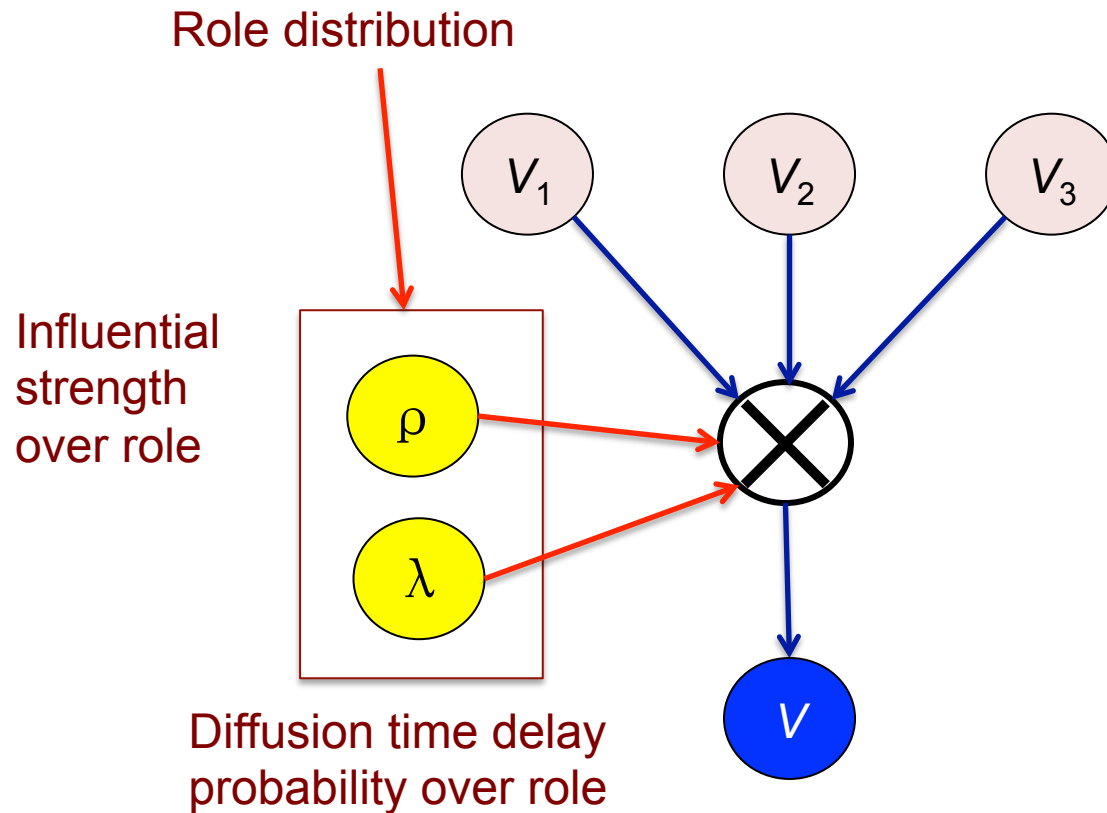 Role distribution
V1
V2
V3
Influential
strength
over role
ρ
λ
V
Diffusion time delay
probability over role